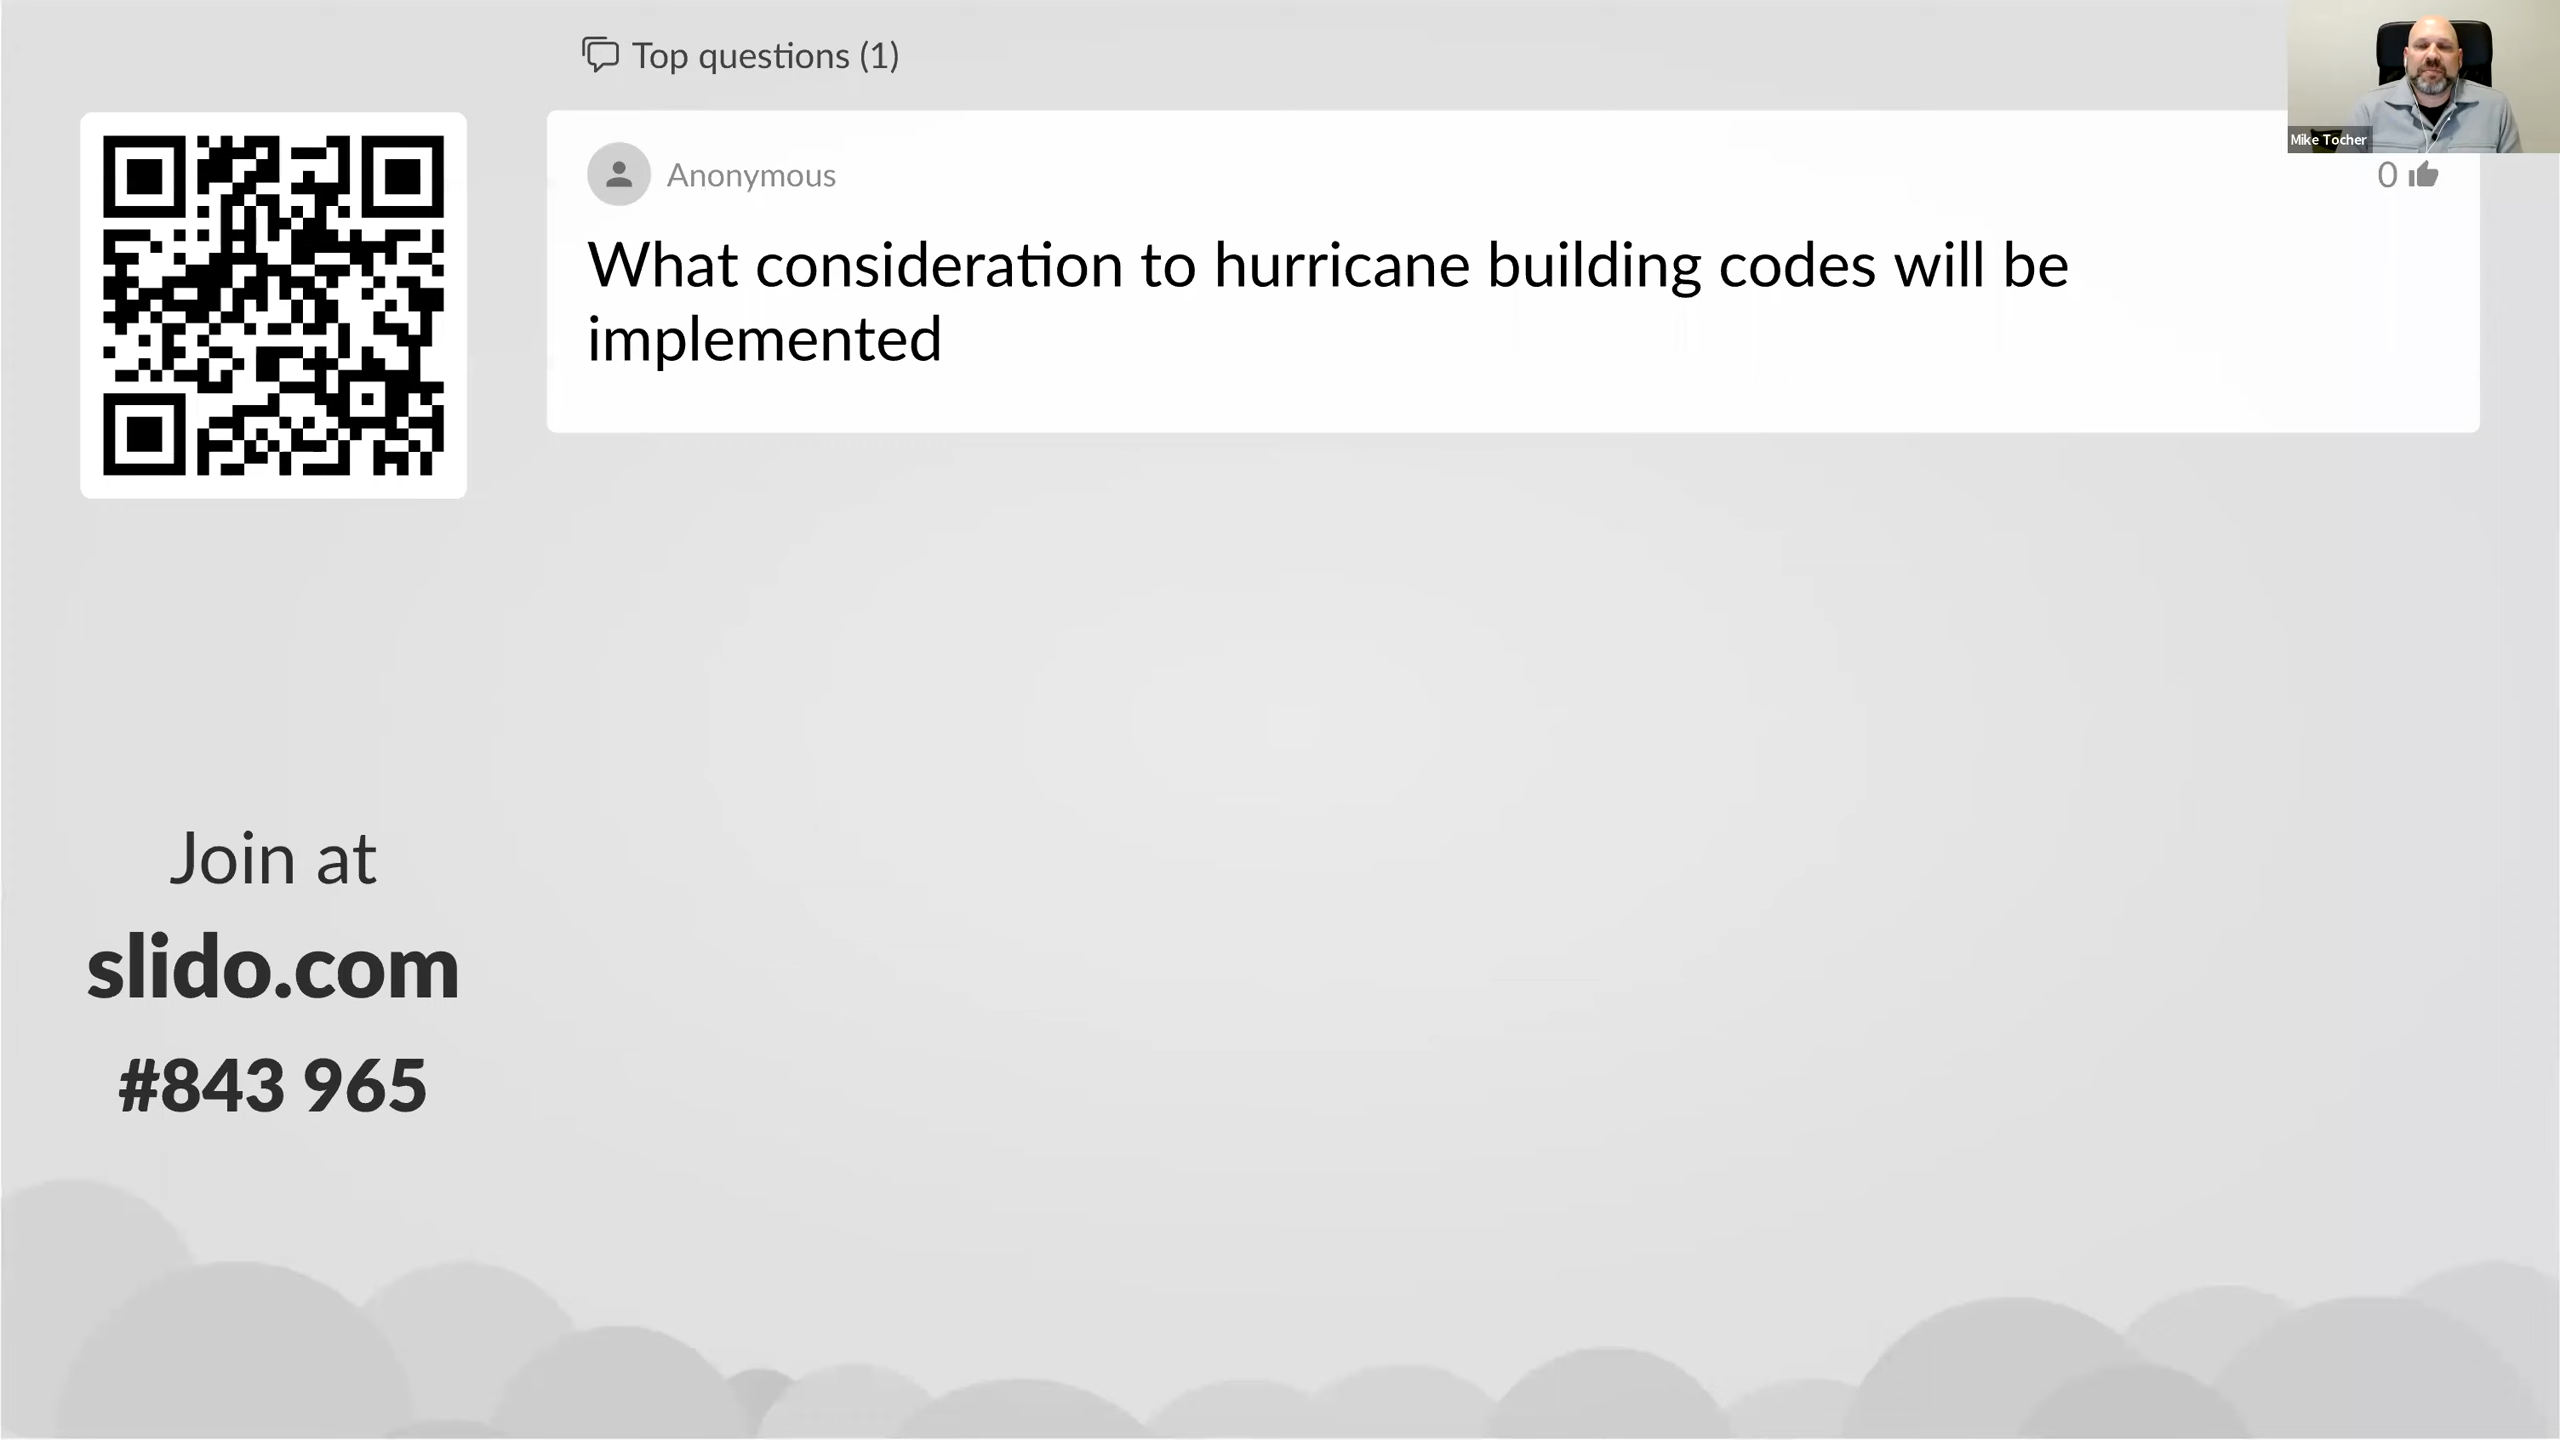 Top questions (1)
Mike Tocher
Anonymous
0
What consideration to hurricane building codes will be
implemented
Join at
slido.com
#843 965